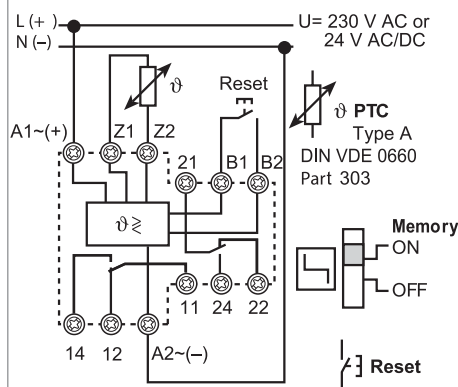 L (+)
U= 230 V AC or
N (–)
24 V AC/DC
ϑ
Reset
ϑ PTC
Type A
DIN VDE 0660
Part 303
A1~(+)
Z1
Z2
21
B1
B2
ϑ ≷
Memory
ON
OFF
11
24
22
14
12
A2~(–)
Reset